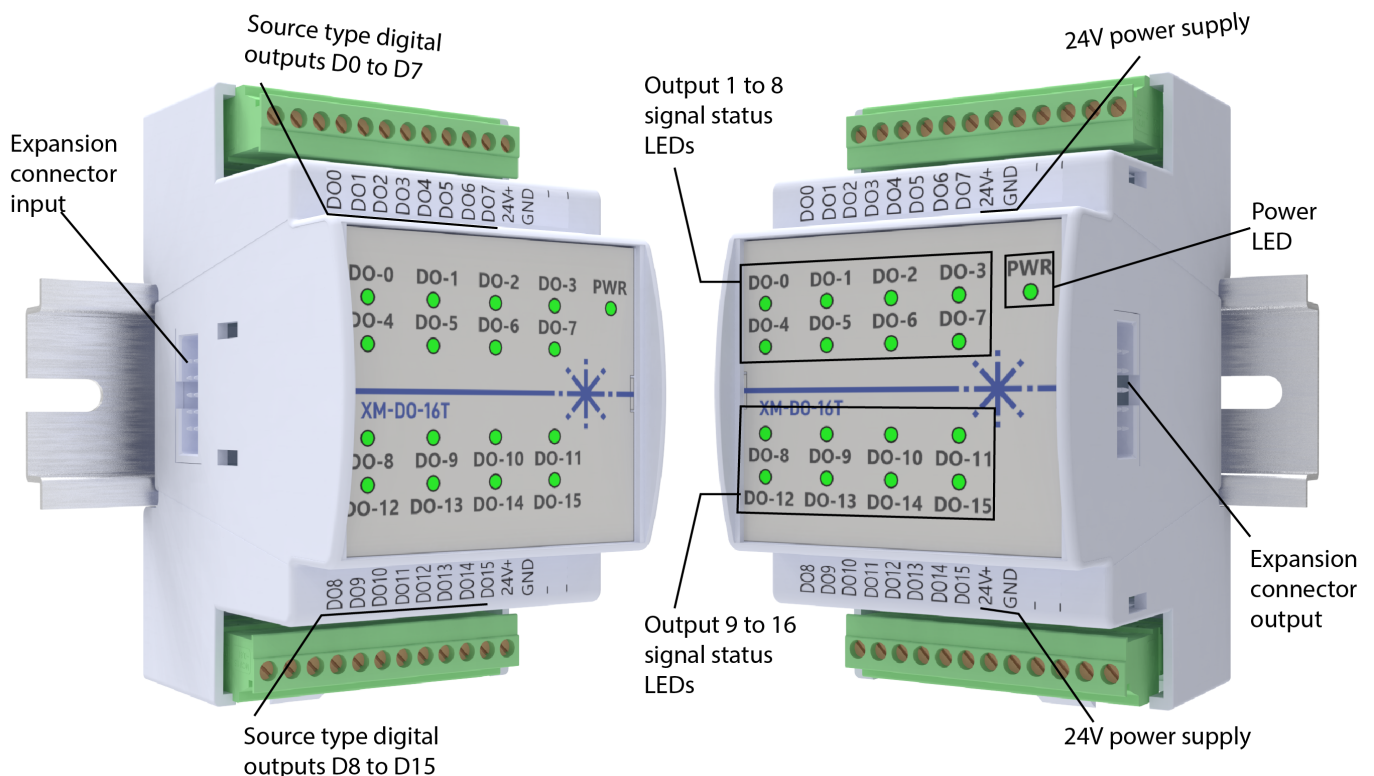 Source type digital
outputs D0 to D7
24V power supply
Output 1 to 8
signal status
LEDs
Expansion
connector
input
Power
LED
DO0
DO1
DO2
DO3
DO4
DO5
DO6
DO7
24V+
GND
DO0
DO1
DO2
DO3
DO4
DO5
DO6
DO7
24V+
GND
DO-0 DO-1 DO-2 DO-3 PWR
DO-4 DO-5 DO-6 DO-7
XM-DO-16T
DO-8 DO-9 DO-10 DO-11
DO-12 DO-13 DO-14 DO-15
DO-0 DO-1 DO-2 DO-3 PWR
DO-4 DO-5 DO-6 DO-7
XM-DO-16T
DO-8 DO-9 DO-10 DO-11
DO-12 DO-13 DO-14 DO-15
DO8
DO9
DO10
DO11
DO12
DO13
DO14
DO15
24V+
GND
DO8
DO9
DO10
DO11
DO12
DO13
DO14
DO15
24V+
GND
Expansion
connector
output
Output 9 to 16
signal status
LEDs
Source type digital
outputs D8 to D15
24V power supply